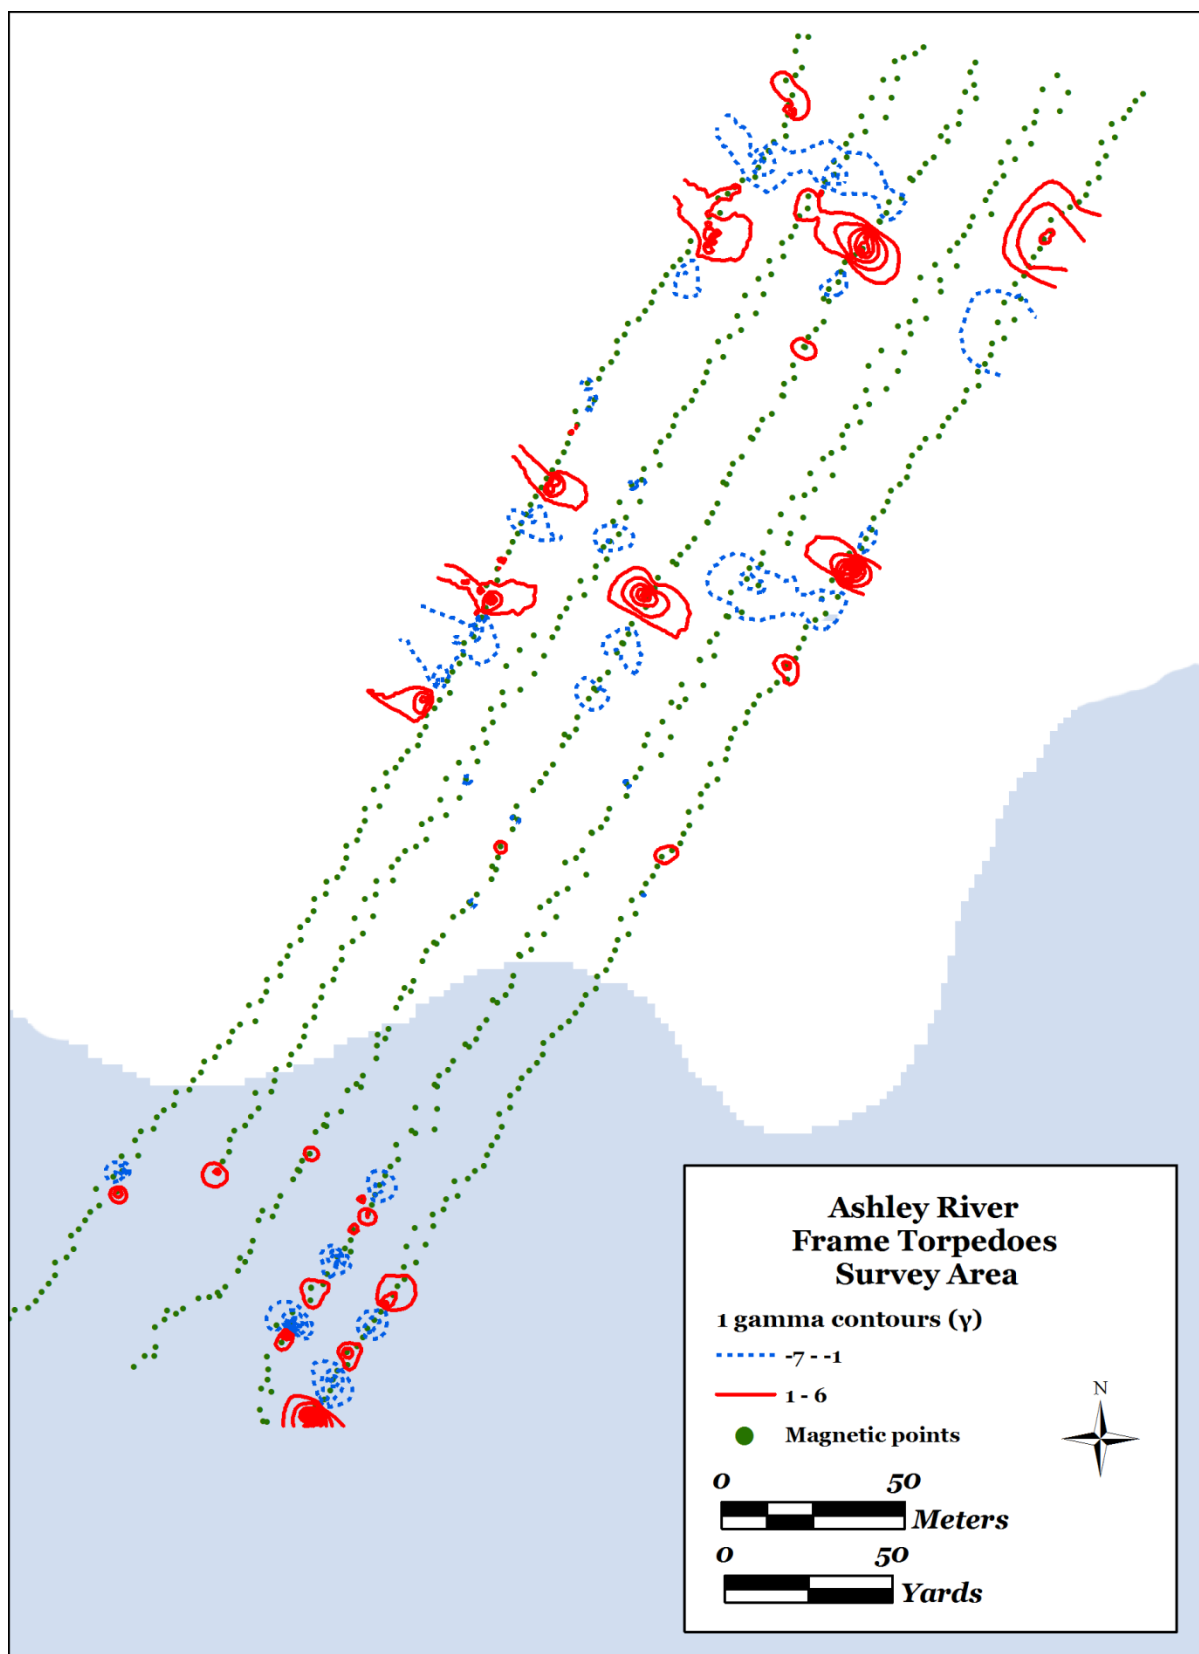 Ashley River
Frame Torpedoes
Survey Area
1 gamma contours (γ)
-7 - -1
1 - 6
Magnetic points
N
0 50
Meters
0 50
Yards